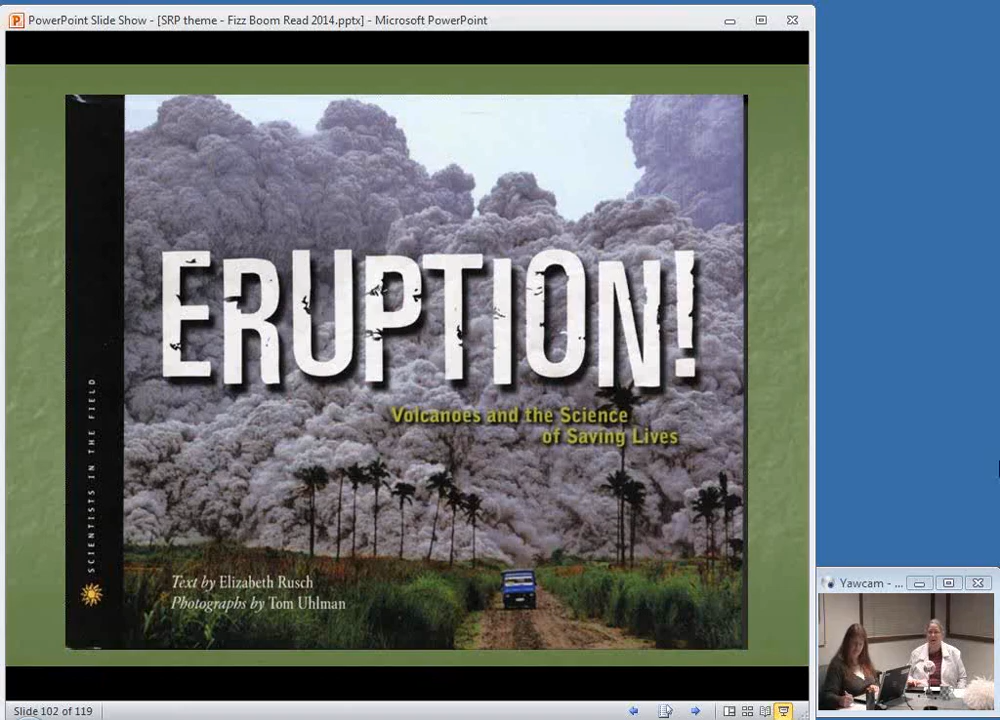 PowerPoint Slide Show - [SRP theme - Fizz Boom Read 2014.pptx] - Microsoft PowerPoint
ERUPTION!
Volcanoes and the Science
of Saving Lives
SCIENTISTS IN THE FIELD
Text by Elizabeth Rusch
Photographs by Tom Uhlman
Yawcam - ...
Slide 102 of 119